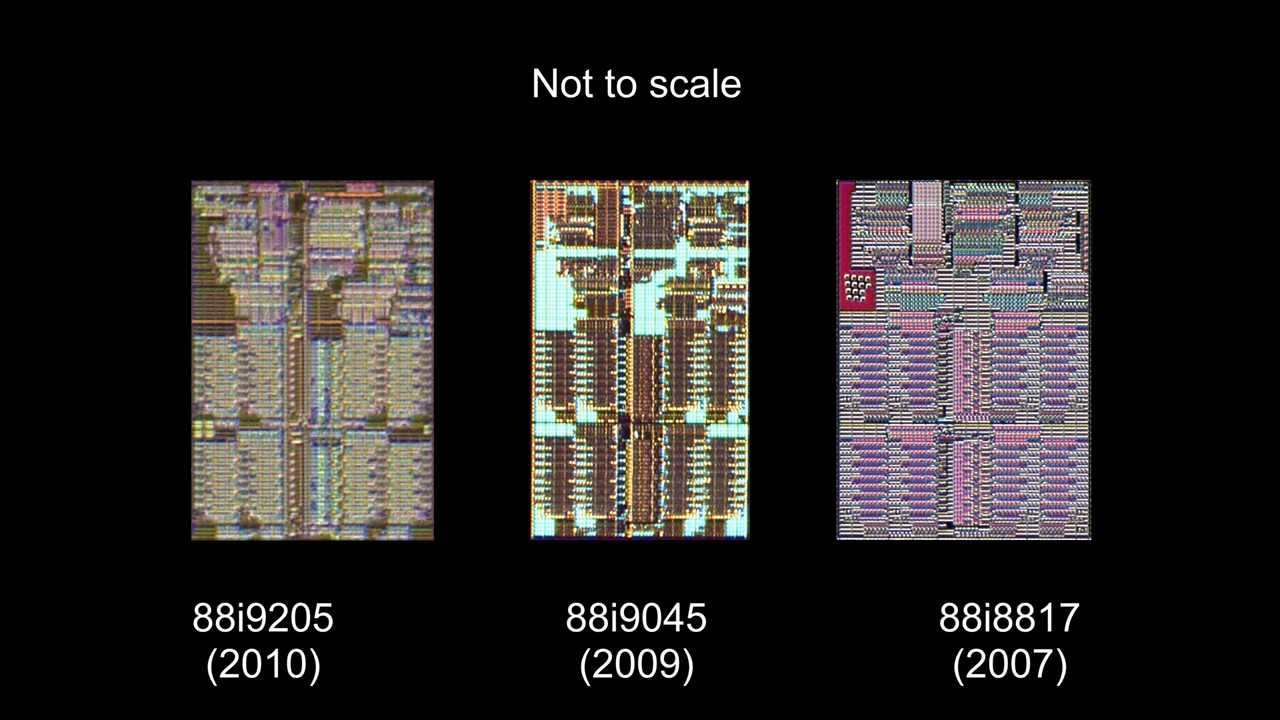 Not to scale
88i9205
(2010)
88i9045
(2009)
88i8817
(2007)